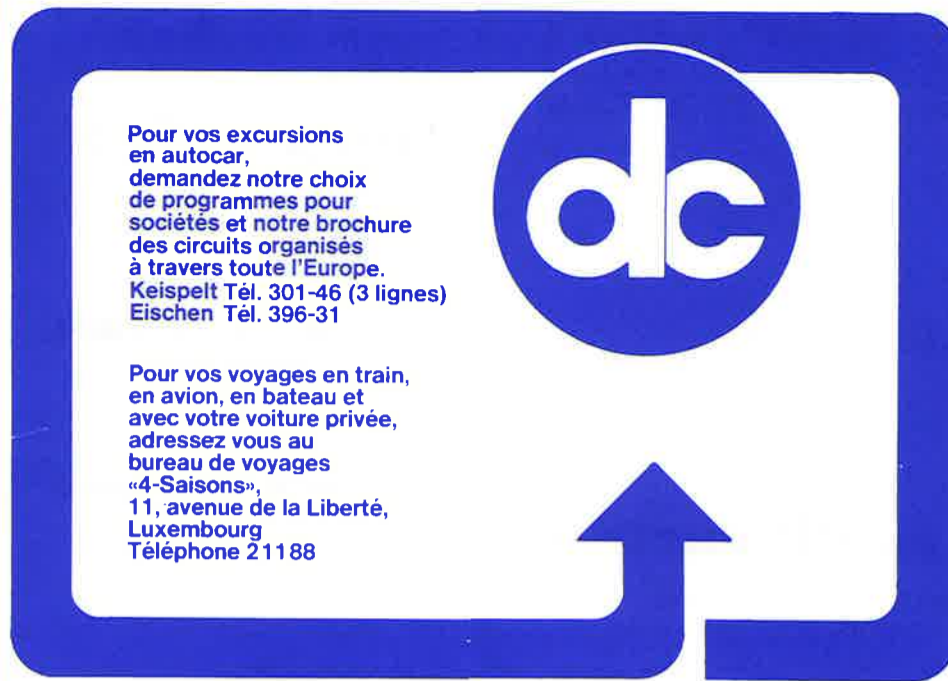 Pour vos excursions
en autocar,
demandez notre choix
de programmes pour
sociétés et notre brochure
des circuits organisés
à travers toute l'Europe.
Keispelt Tél. 301-46 (3 lignes)
Eischen Tél. 396-31
Pour vos voyages en train,
en avion, en bateau et
avec votre voiture privée,
adressez vous au
bureau de voyages
«4-Saisons»,
11, avenue de la Liberté,
Luxembourg
Téléphone 21188
dc